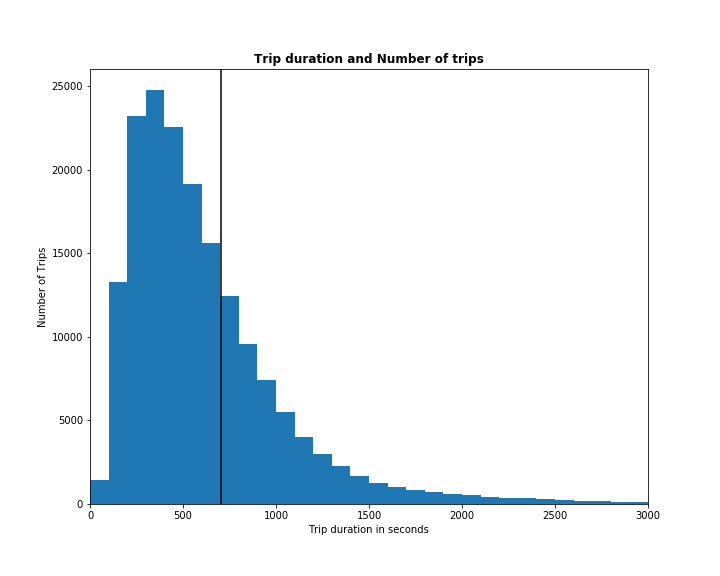 Trip duration and Number of trips
25000
20000
15000
10000
5000
0
Number of Trips
0 500 1000 1500 2000 2500 3000
Trip duration in seconds